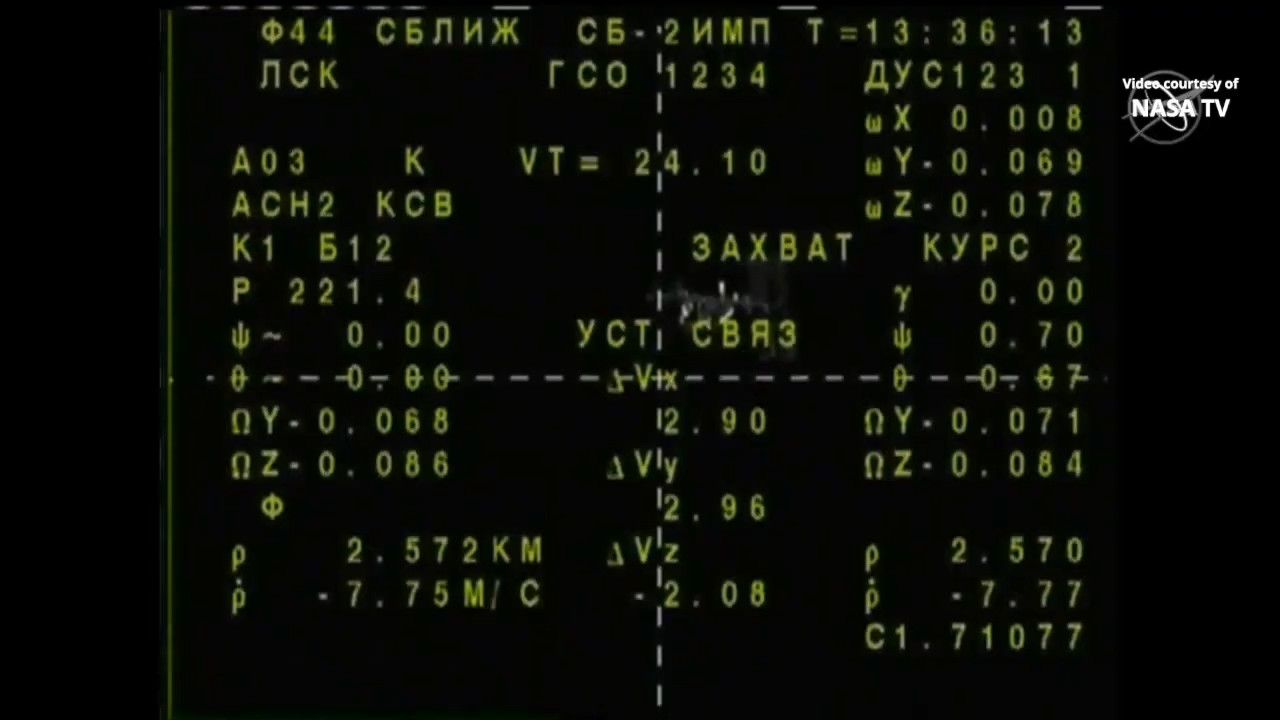 Ф44 СБЛИЖ СБ-2ИМП Т=13:36:13
ЛСК ГСО 1234 ДУС123 1
Video courtesy of
NASA TV
ωX 0.008
А03 К VT= 24.10 ωY-0.069
АСН2 КСВ ωZ-0.078
К1 Б12 ЗАХВАТ КУРС 2
Р 221.4 γ 0.00
ψ~ 0.00 УСТ СВЯЗ ψ 0.70
θ ~ 0.00 ΔVx θ 0.67
ΩY-0.068 2.90 ΩY-0.071
ΩZ-0.086 ΔVy ΩZ-0.084
Ф 2.96
ρ 2.572КМ ΔVz ρ 2.570
ρ̇ -7.75М/С -2.08 ρ̇ -7.77
С1.71077